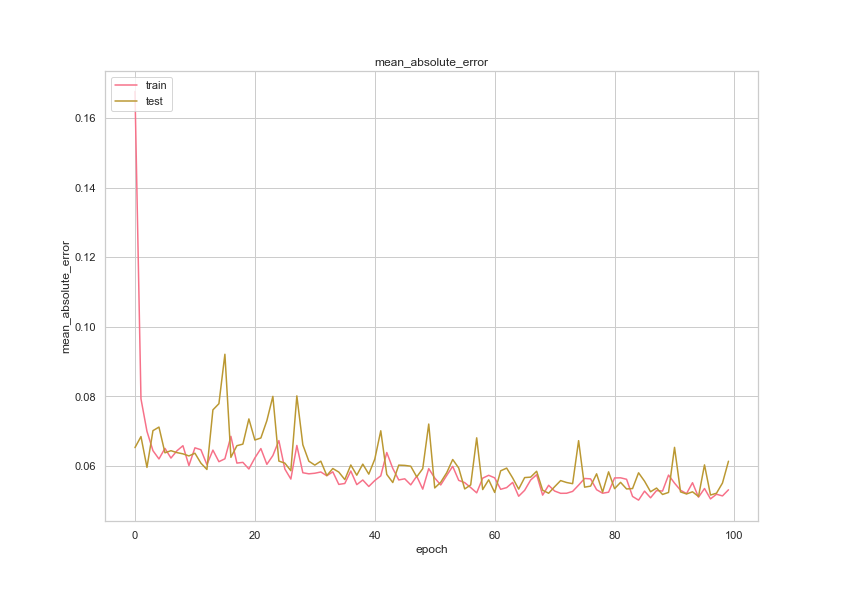 mean_absolute_error
train
test
0.16
0.14
0.12
0.10
0.08
0.06
mean_absolute_error
0 20 40 60 80 100
epoch